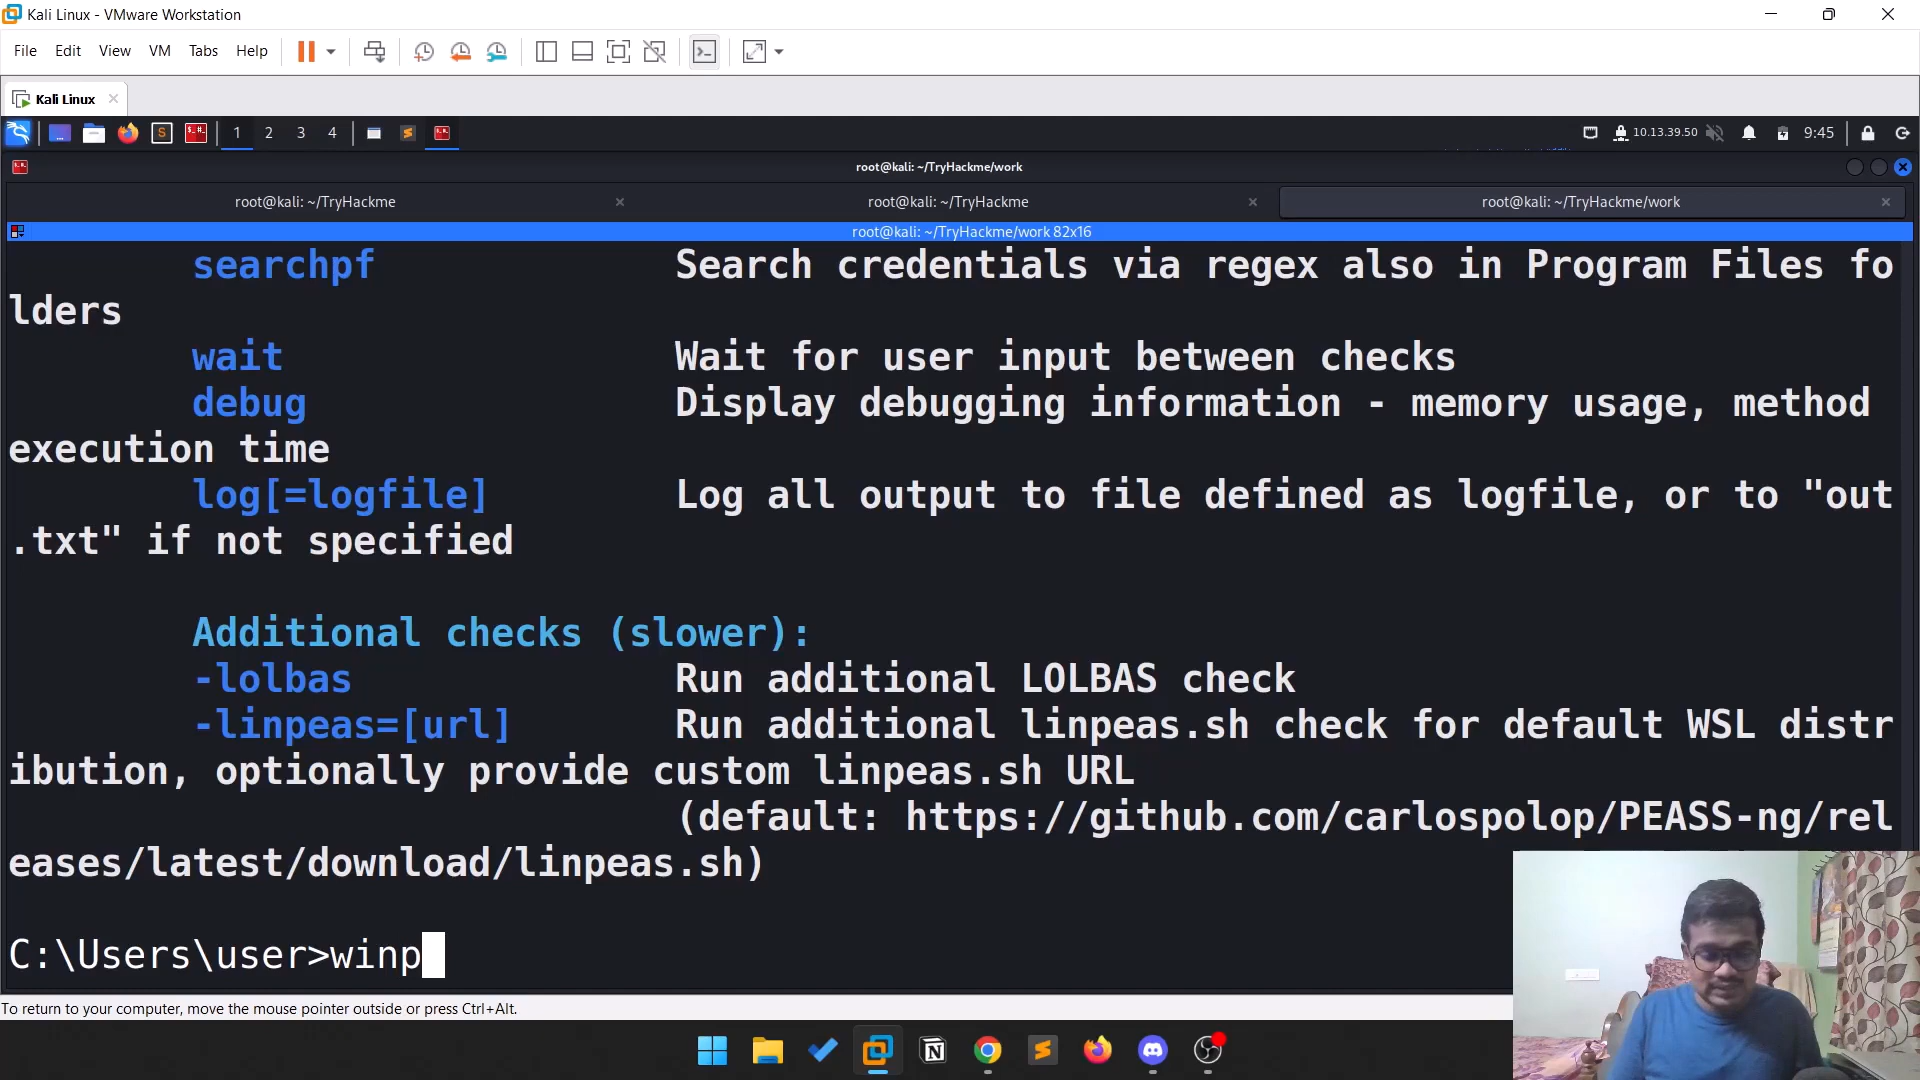 Kali Linux - VMware Workstation
File Edit View VM Tabs Help
Kali Linux
1 2 3 4
10.13.39.50 9:45
root@kali: ~/TryHackme/work
root@kali: ~/TryHackme
root@kali: ~/TryHackme
root@kali: ~/TryHackme/work
root@kali: ~/TryHackme/work 82x16
searchpf Search credentials via regex also in Program Files fo
lders
wait Wait for user input between checks
debug Display debugging information - memory usage, method
execution time
log[=logfile] Log all output to file defined as logfile, or to "out
.txt" if not specified
Additional checks (slower):
-lolbas Run additional LOLBAS check
-linpeas=[url] Run additional linpeas.sh check for default WSL distr
ibution, optionally provide custom linpeas.sh URL
(default: https://github.com/carlospolop/PEASS-ng/rel
eases/latest/download/linpeas.sh)
C:\Users\user>winp
To return to your computer, move the mouse pointer outside or press Ctrl+Alt.